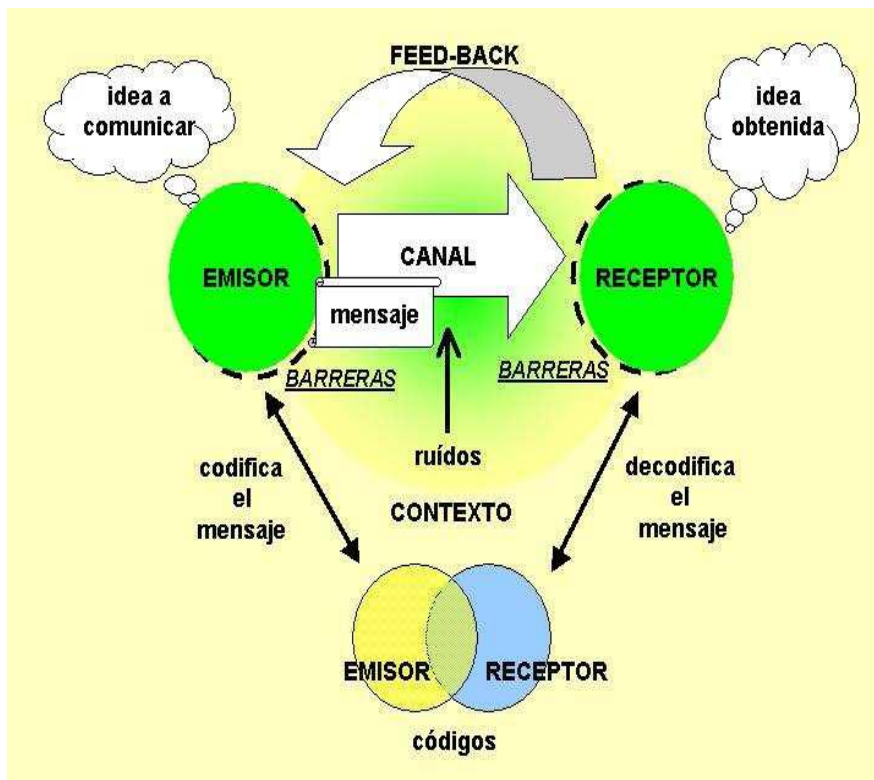 FEED-BACK
idea a
comunicar
idea
obtenida
EMISOR
CANAL
RECEPTOR
mensaje
BARRERAS
BARRERAS
ruídos
codifica
el
mensaje
decodifica
el
mensaje
CONTEXTO
EMISOR
RECEPTOR
códigos